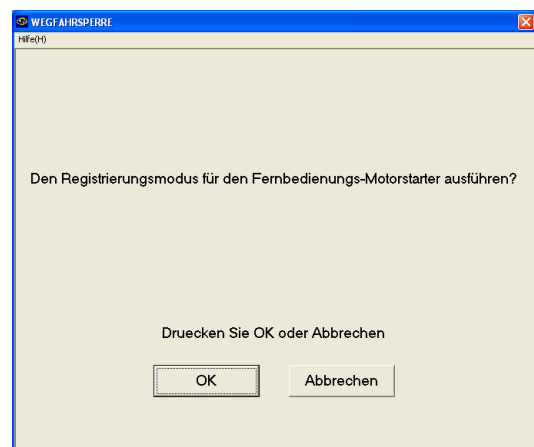 WEGFAHRSPERRE
Hilfe(H)
Den Registrierungsmodus für den Fernbedienungs-Motorstarter ausführen?
Druecken Sie OK oder Abbrechen
OK
Abbrechen